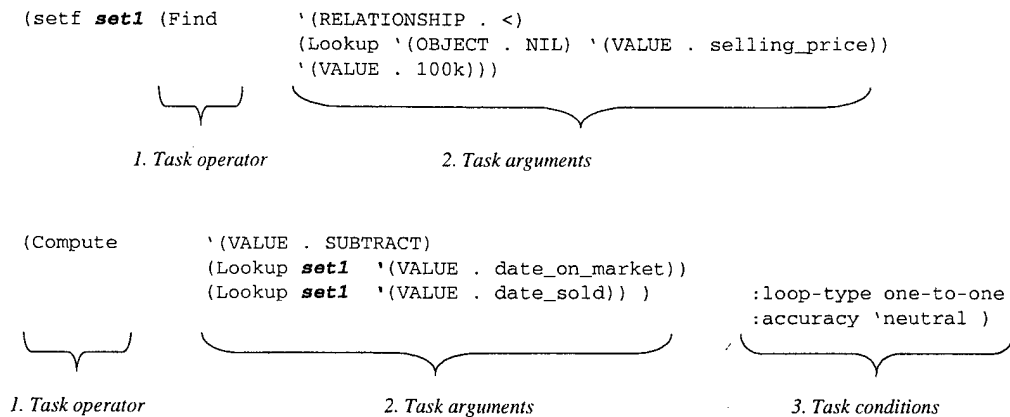 (setf set1 (Find '(RELATIONSHIP . <)
(Lookup '(OBJECT . NIL) '(VALUE . selling_price))
'(VALUE . 100k)))
1. Task operator 2. Task arguments
(Compute '(VALUE . SUBTRACT)
(Lookup set1 '(VALUE . date_on_market))
(Lookup set1 '(VALUE . date_sold)) ) :loop-type one-to-one
:accuracy 'neutral )
1. Task operator 2. Task arguments 3. Task conditions